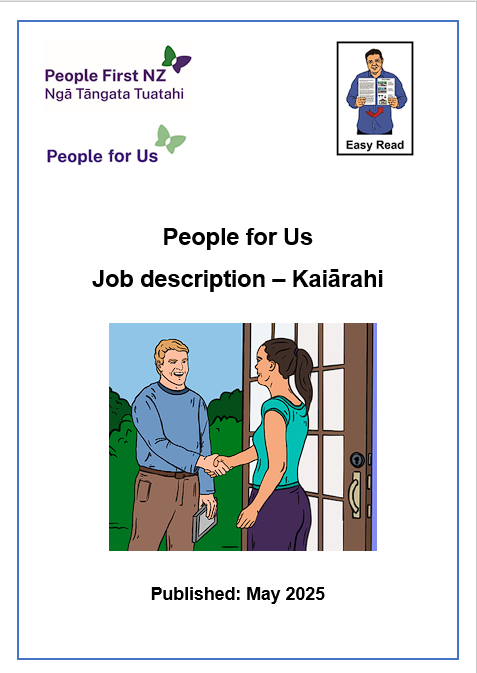 People First NZ
Ngā Tāngata Tuatahi
People for Us
Easy Read
People for Us
Job description – Kaiārahi
Published: May 2025